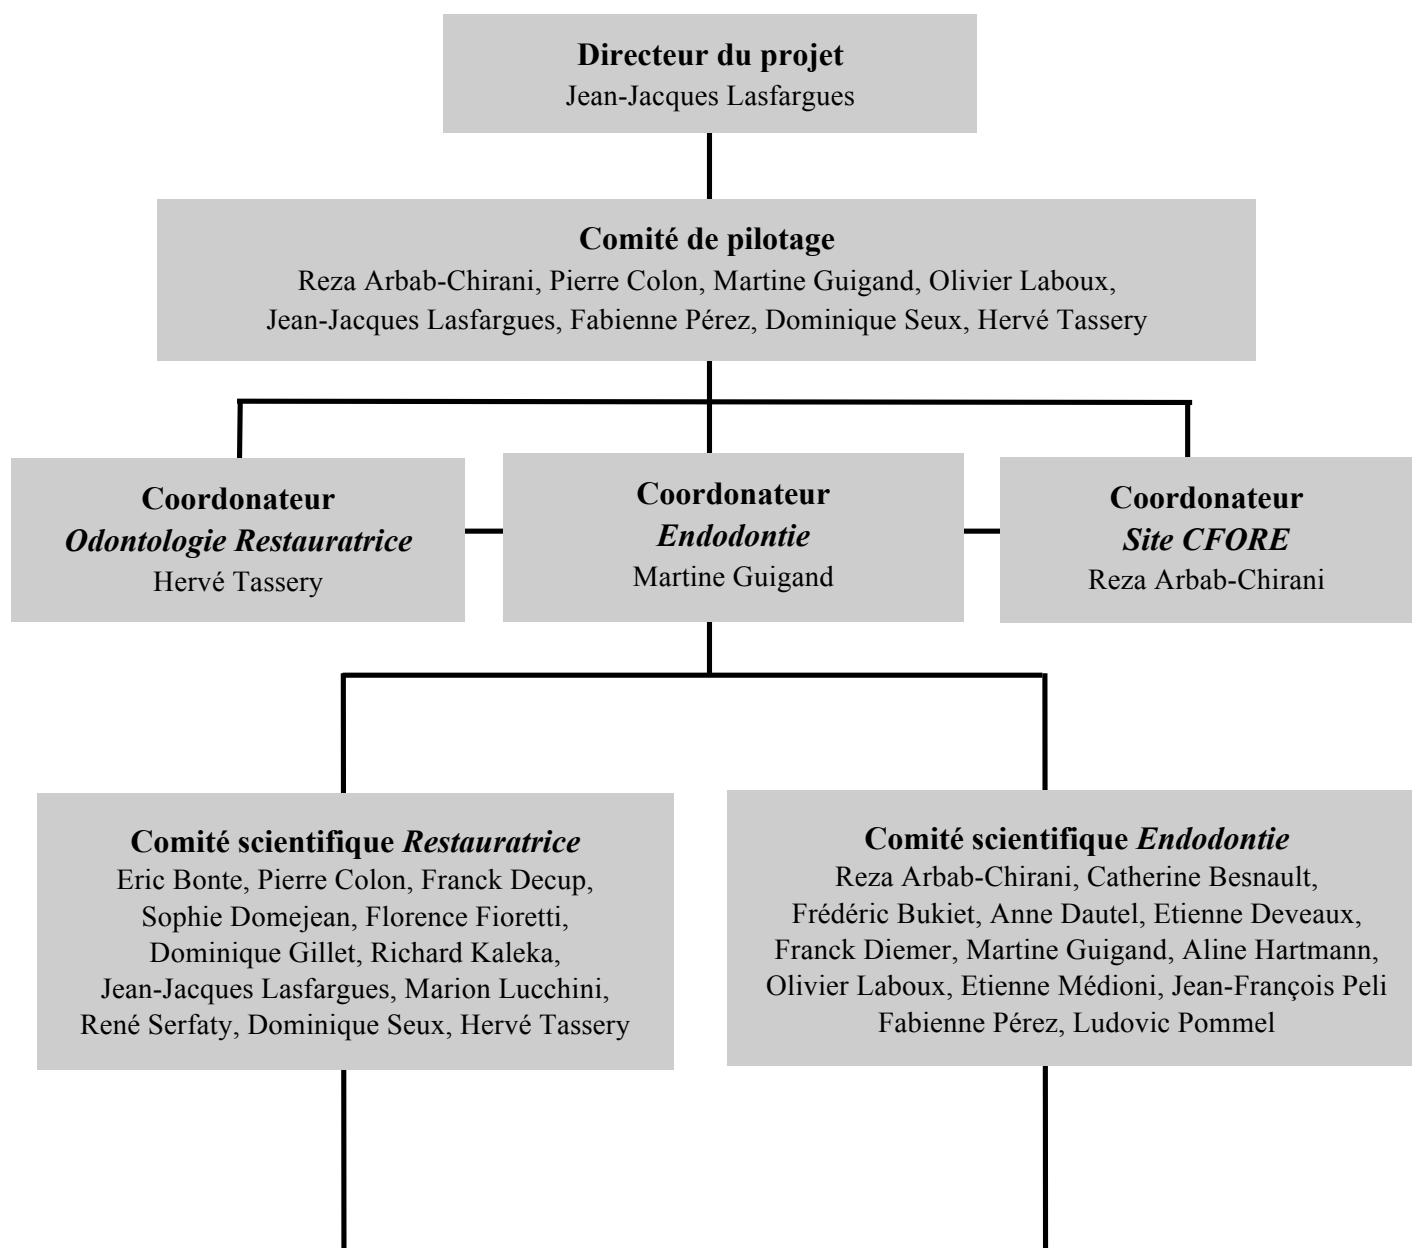 Directeur du projet
Jean-Jacques Lasfargues
Comité de pilotage
Reza Arbab-Chirani, Pierre Colon, Martine Guigand, Olivier Laboux,
Jean-Jacques Lasfargues, Fabienne Pérez, Dominique Seux, Hervé Tassery
Coordonateur
Odontologie Restauratrice
Hervé Tassery
Coordonateur
Endodontie
Martine Guigand
Coordonateur
Site CFORE
Reza Arbab-Chirani
Comité scientifique Restauratrice
Eric Bonte, Pierre Colon, Franck Decup,
Sophie Domejean, Florence Fioretti,
Dominique Gillet, Richard Kaleka,
Jean-Jacques Lasfargues, Marion Lucchini,
René Serfaty, Dominique Seux, Hervé Tassery
Comité scientifique Endodontie
Reza Arbab-Chirani, Catherine Besnault,
Frédéric Bukiet, Anne Dautel, Etienne Deveaux,
Franck Diemer, Martine Guigand, Aline Hartmann,
Olivier Laboux, Etienne Médioni, Jean-François Peli
Fabienne Pérez, Ludovic Pommel